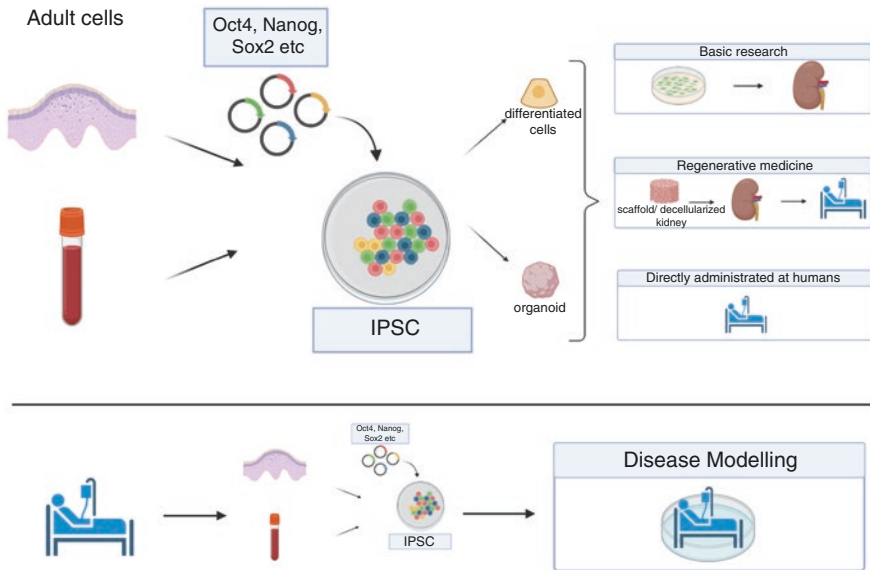 Adult cells
Oct4, Nanog,
Sox2 etc
IPSC
differentiated
cells
organoid
Basic research
Regenerative medicine
scaffold/ decellularized
kidney
Directly administrated at humans
Oct4, Nanog,
Sox2 etc
IPSC
Disease Modelling